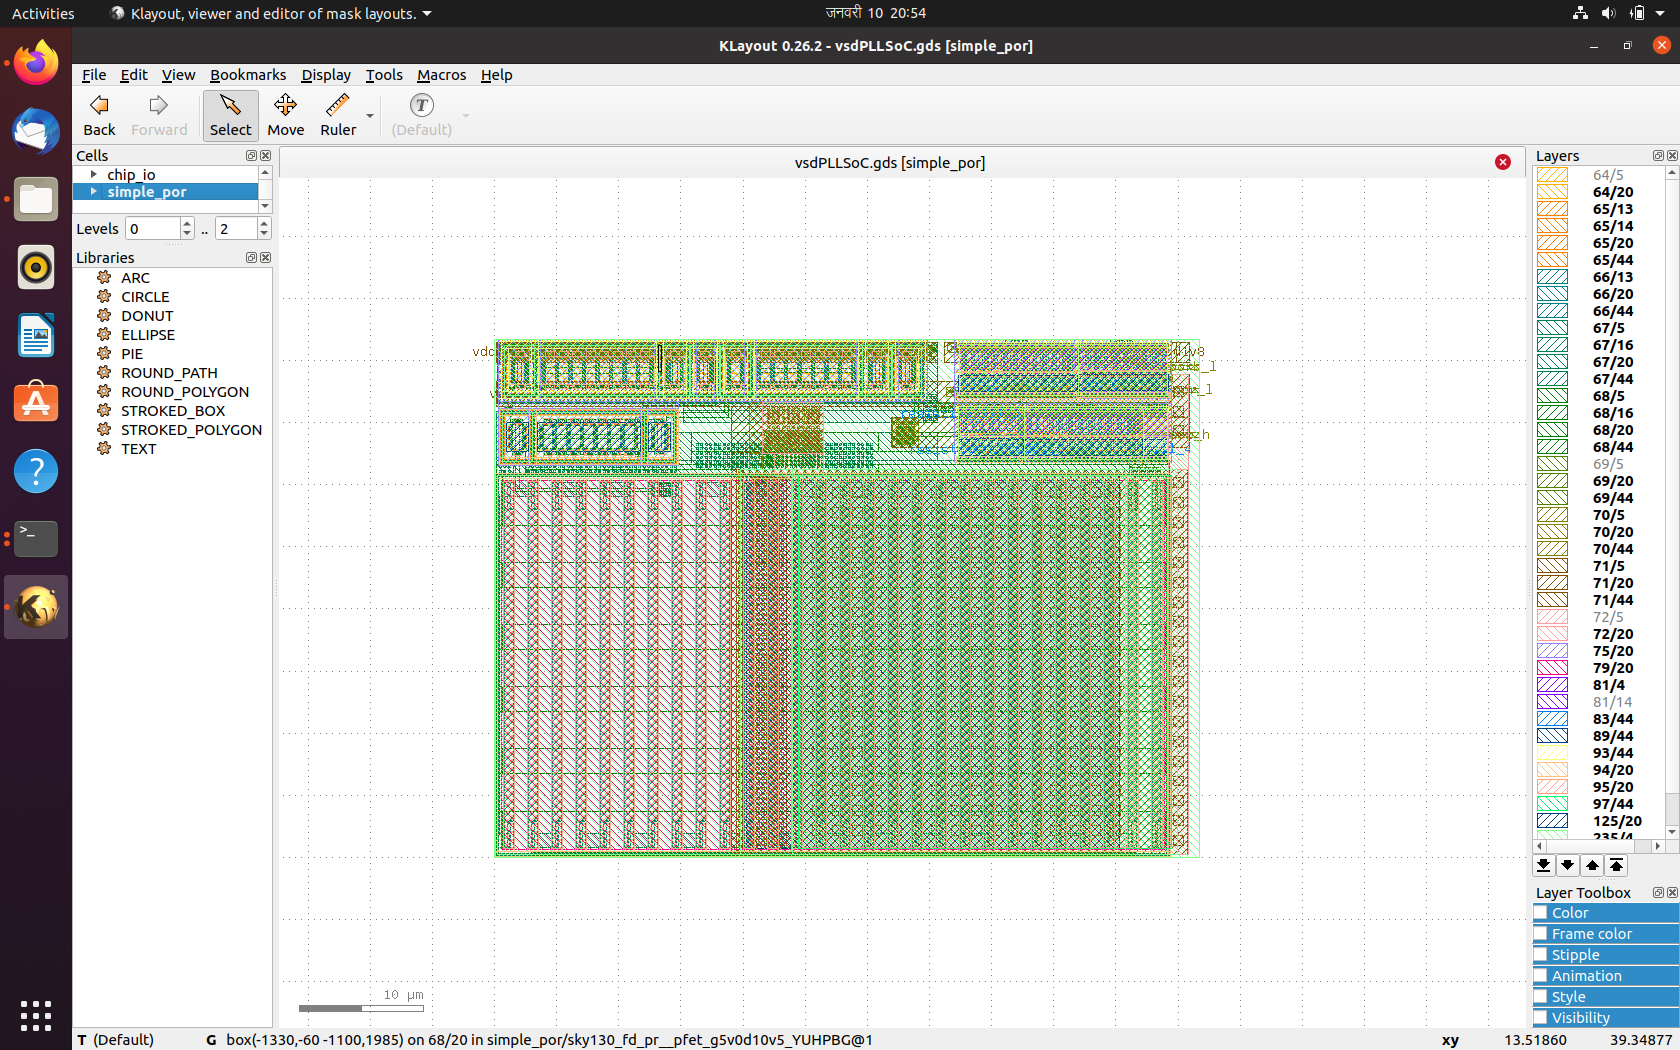 Activities
Klayout, viewer and editor of mask layouts.
जनवरी 10 20:54
KLayout 0.26.2 - vsdPLLSoC.gds [simple_por]
File Edit View Bookmarks Display Tools Macros Help
Back Forward Select Move Ruler (Default)
Cells
chip_io
simple_por
Levels 0 .. 2
Libraries
ARC
CIRCLE
DONUT
ELLIPSE
PIE
ROUND_PATH
ROUND_POLYGON
STROKED_BOX
STROKED_POLYGON
TEXT
vsdPLLSoC.gds [simple_por]
10 µm
Layers
64/5
64/20
65/13
65/14
65/20
65/44
66/13
66/20
66/44
67/5
67/16
67/20
67/44
68/5
68/16
68/20
68/44
69/5
69/20
69/44
70/5
70/20
70/44
71/5
71/20
71/44
72/5
72/20
75/20
79/20
81/4
81/14
83/44
89/44
93/44
94/20
95/20
97/44
125/20
235/4
Layer Toolbox
Color
Frame color
Stipple
Animation
Style
Visibility
T (Default) G box(-1330,-60 -1100,1985) on 68/20 in simple_por/sky130_fd_pr__pfet_g5v0d10v5_YUHPBG@1 xy 13.51860 39.34877